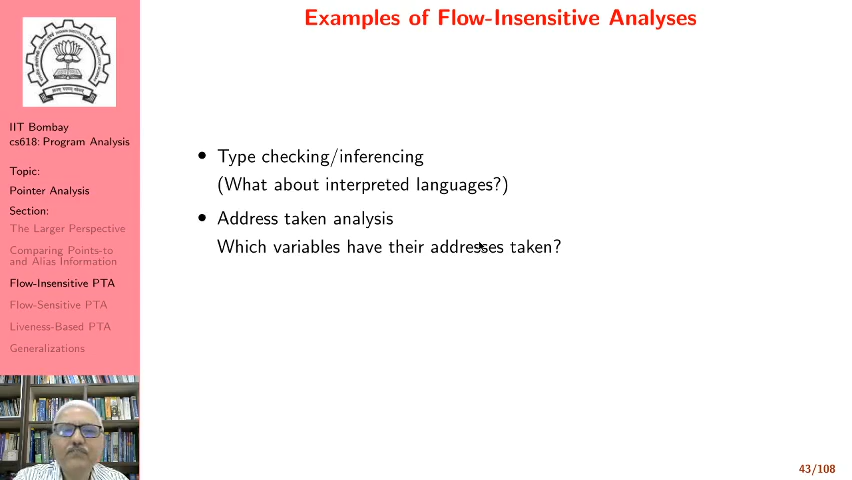 Examples of Flow-Insensitive Analyses
IIT Bombay
cs618: Program Analysis
Topic:
Pointer Analysis
Section:
The Larger Perspective
Comparing Points-to
and Alias Information
Flow-Insensitive PTA
Flow-Sensitive PTA
Liveness-Based PTA
Generalizations
• Type checking/inferencing
(What about interpreted languages?)
• Address taken analysis
Which variables have their addresses taken?
43/108